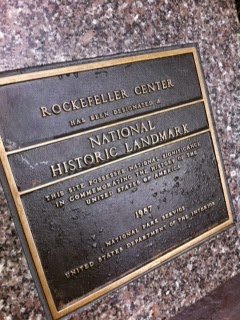 ROCKEFELLER CENTER
HAS BEEN DESIGNATED A
NATIONAL
HISTORIC LANDMARK
THIS SITE POSSESSES NATIONAL SIGNIFICANCE
IN COMMEMORATING THE HISTORY OF THE
UNITED STATES OF AMERICA
1987
NATIONAL PARK SERVICE
UNITED STATES DEPARTMENT OF THE INTERIOR